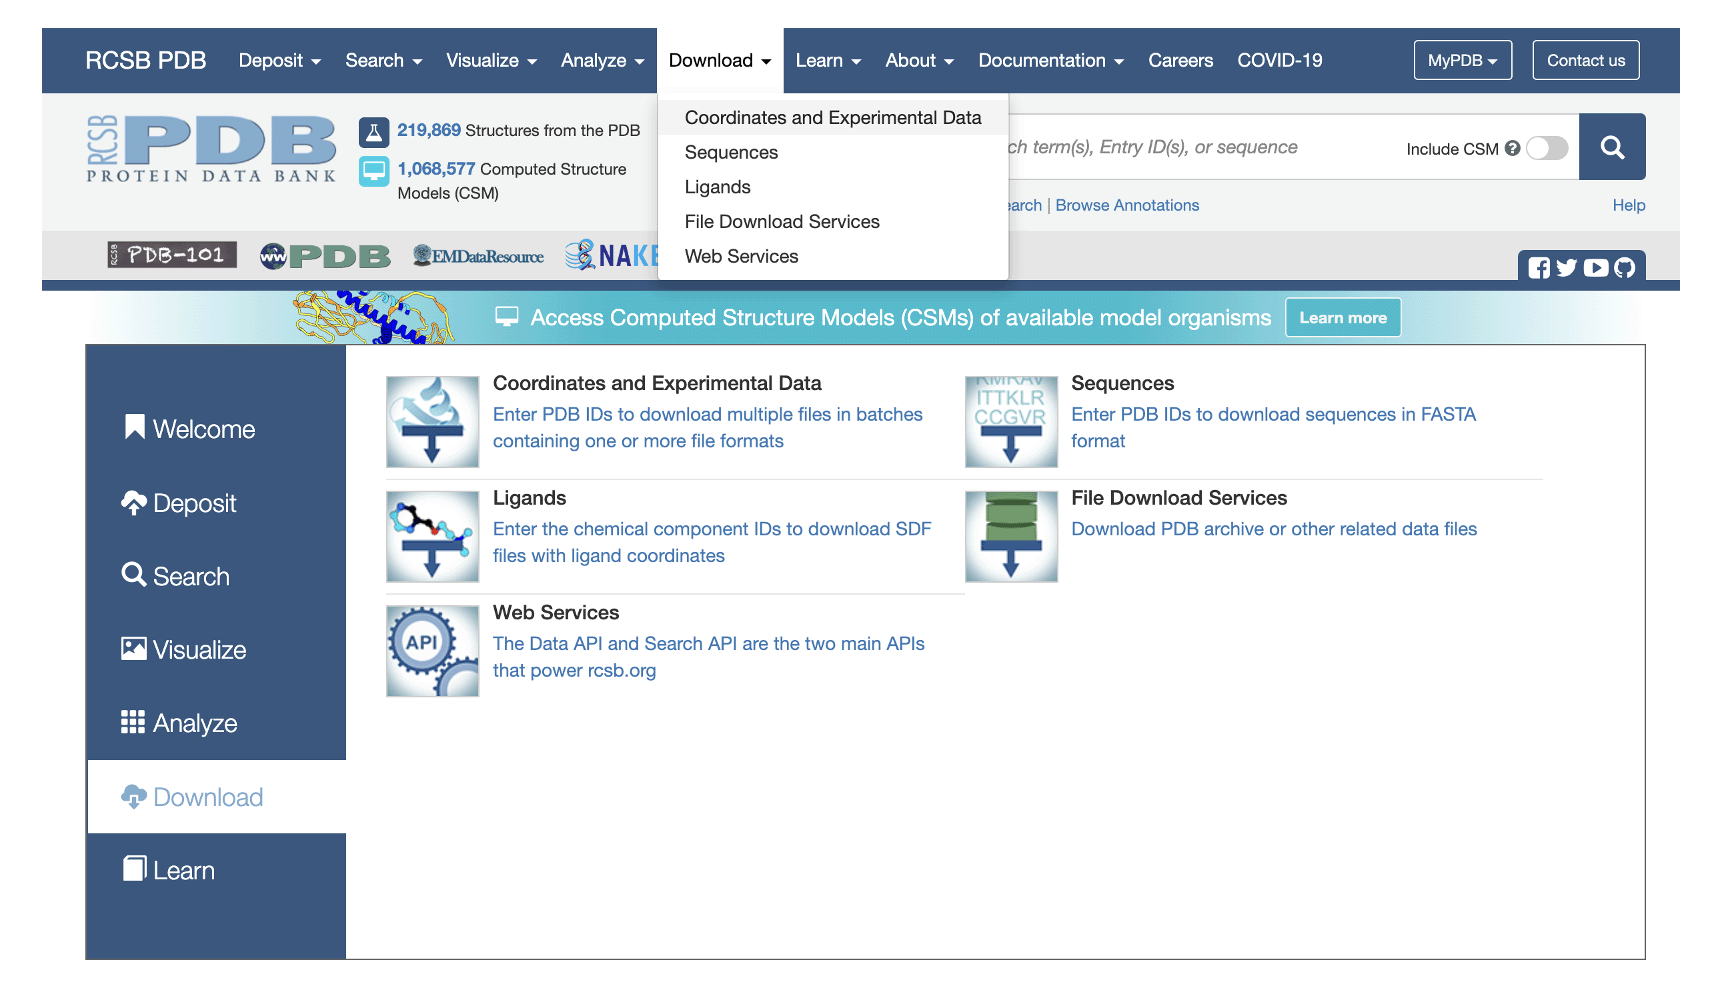 RCSB PDB Deposit Search Visualize Analyze Download Learn About Documentation Careers COVID-19 MyPDB Contact us
RCSB PDB
PROTEIN DATA BANK
219,869 Structures from the PDB
1,068,577 Computed Structure
Models (CSM)
Coordinates and Experimental Data
Sequences
Ligands
File Download Services
Web Services
term(s), Entry ID(s), or sequence
Include CSM
| Browse Annotations
Help
RCSB PDB-101
ww PDB
EMDataResource
Access Computed Structure Models (CSMs) of available model organisms Learn more
Welcome
Deposit
Search
Visualize
Analyze
Download
Learn
Coordinates and Experimental Data
Enter PDB IDs to download multiple files in batches
containing one or more file formats
ITTKLR
CCGVR
Sequences
Enter PDB IDs to download sequences in FASTA
format
Ligands
Enter the chemical component IDs to download SDF
files with ligand coordinates
File Download Services
Download PDB archive or other related data files
API
Web Services
The Data API and Search API are the two main APIs
that power rcsb.org